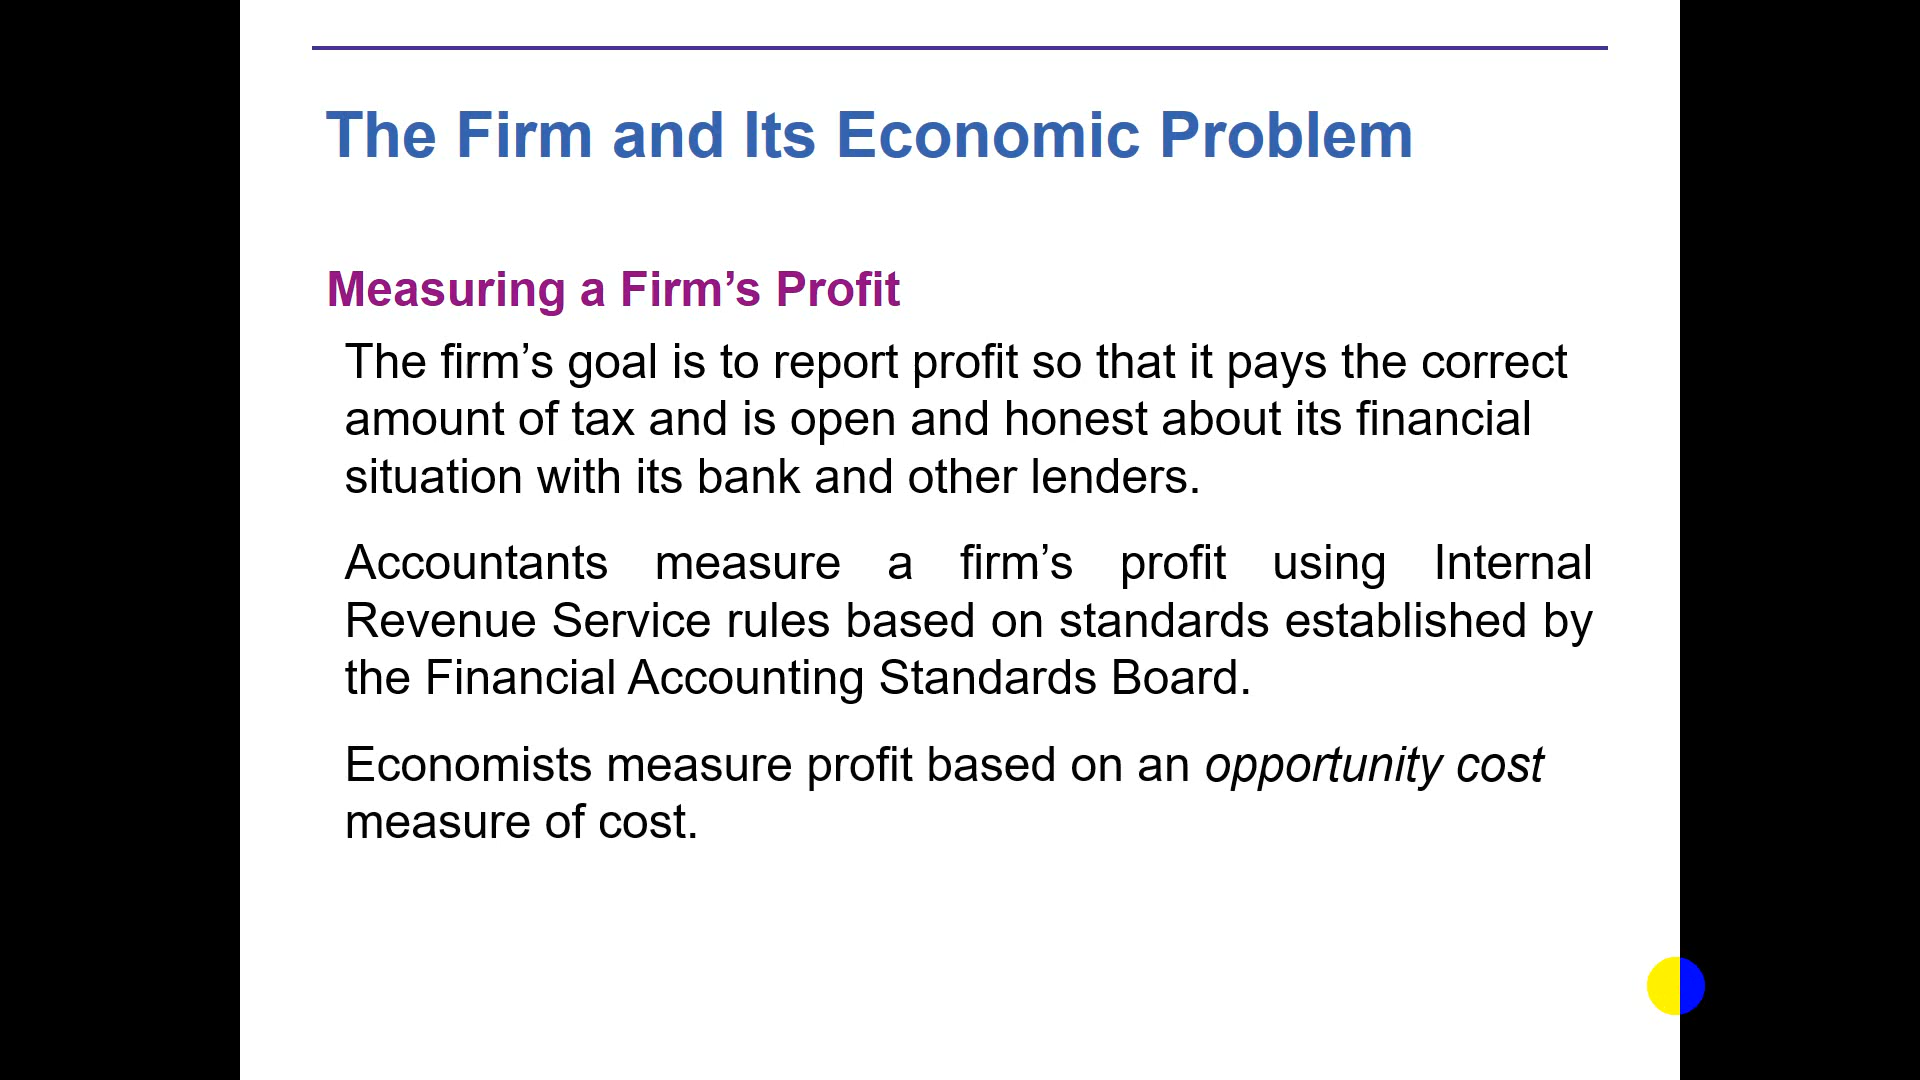 The Firm and Its Economic Problem
Measuring a Firm’s Profit
The firm’s goal is to report profit so that it pays the correct
amount of tax and is open and honest about its financial
situation with its bank and other lenders.
Accountants measure a firm’s profit using Internal
Revenue Service rules based on standards established by
the Financial Accounting Standards Board.
Economists measure profit based on an opportunity cost
measure of cost.